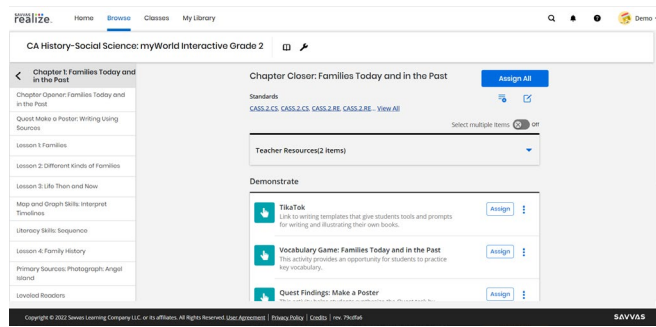 SAVVAS
realize.
Home Browse Classes My Library
Demo
CA History-Social Science: myWorld Interactive Grade 2
Chapter 1: Families Today and
in the Past
Chapter Opener: Families Today and
in the Past
Quest Make a Poster: Writing Using
Sources
Lesson 1: Families
Lesson 2: Different Kinds of Families
Lesson 3: Life Then and Now
Map and Graph Skills: Interpret
Timelines
Literacy Skills: Sequence
Lesson 4: Family History
Primary Sources: Photograph: Angel
Island
Leveled Readers
Chapter Closer: Families Today and in the Past
Assign All
Standards
CASS.2.CS, CASS.2.CS, CASS.2.RE, CASS.2.RE... View All
Select multiple items Off
Teacher Resources(2 items)
Demonstrate
TikaTok
Assign
Link to writing templates that give students tools and prompts
for writing and illustrating their own books.
Vocabulary Game: Families Today and in the Past
Assign
This activity provides an opportunity for students to practice
key vocabulary.
Quest Findings: Make a Poster
Assign
Copyright © 2022 Savvas Learning Company LLC. or its affiliates. All Rights Reserved. User Agreement | Privacy Policy | Credits | rev. 79cdfa6
SAVVAS